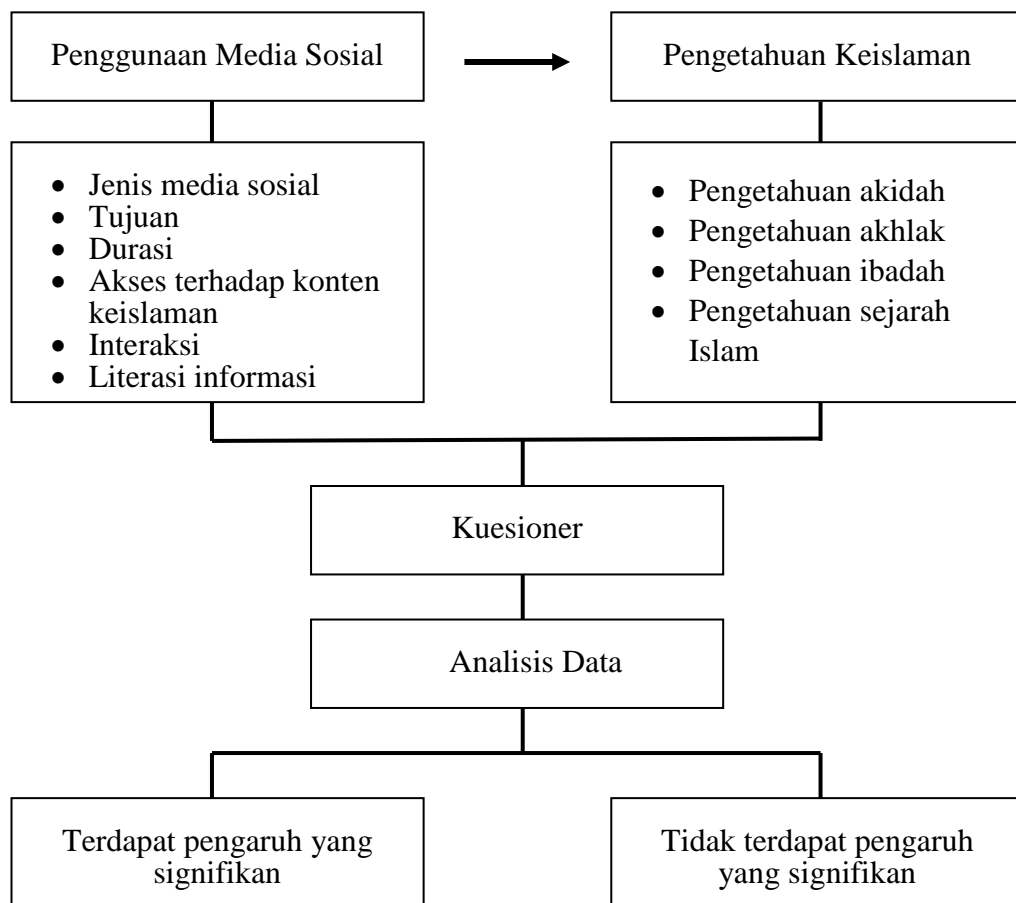 Penggunaan Media Sosial
Pengetahuan Keislaman
• Jenis media sosial
• Tujuan
• Durasi
• Akses terhadap konten
keislaman
• Interaksi
• Literasi informasi
• Pengetahuan akidah
• Pengetahuan akhlak
• Pengetahuan ibadah
• Pengetahuan sejarah
Islam
Kuesioner
Analisis Data
Terdapat pengaruh yang
signifikan
Tidak terdapat pengaruh
yang signifikan